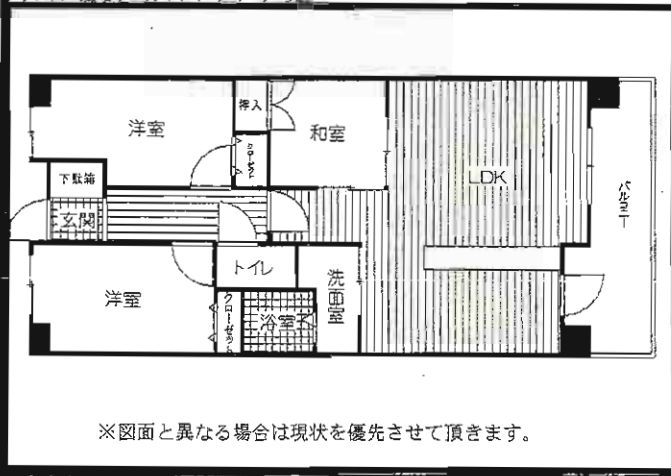 洋室
押入
和室
クローゼット
LDK
バルコニー
下駄箱
玄関
トイレ
洋室
クローゼット
浴室
洗面室
※図面と異なる場合は現状を優先させて頂きます。